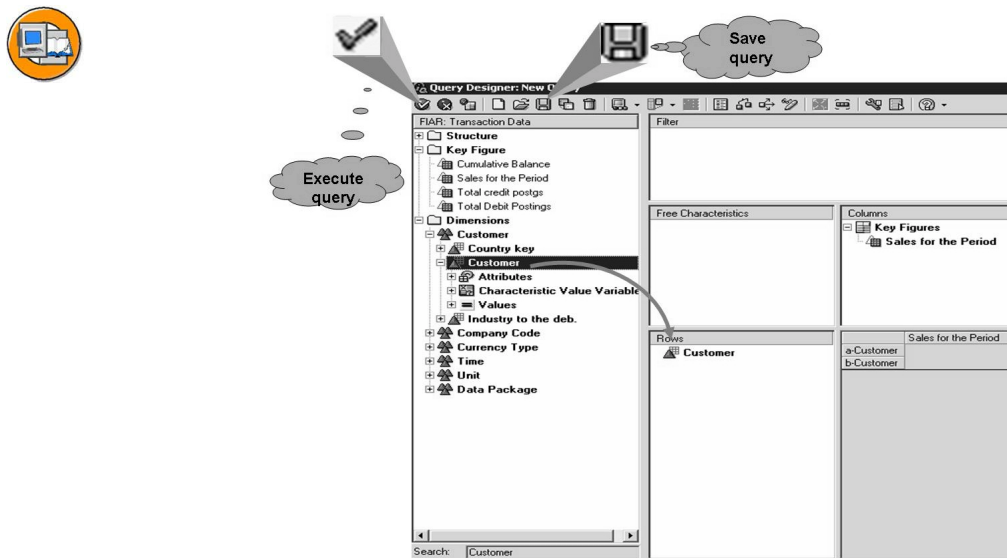 Save
query
Execute
query
Query Designer: New Query
FIAR: Transaction Data
Structure
Key Figure
Cumulative Balance
Sales for the Period
Total credit postgs
Total Debit Postings
Dimensions
Customer
Country key
Customer
Attributes
Characteristic Value Variable
Values
Industry to the deb.
Company Code
Currency Type
Time
Unit
Data Package
Search: Customer
Filter
Free Characteristics
Columns
Key Figures
Sales for the Period
Rows
Customer
Sales for the Period
a-Customer
b-Customer